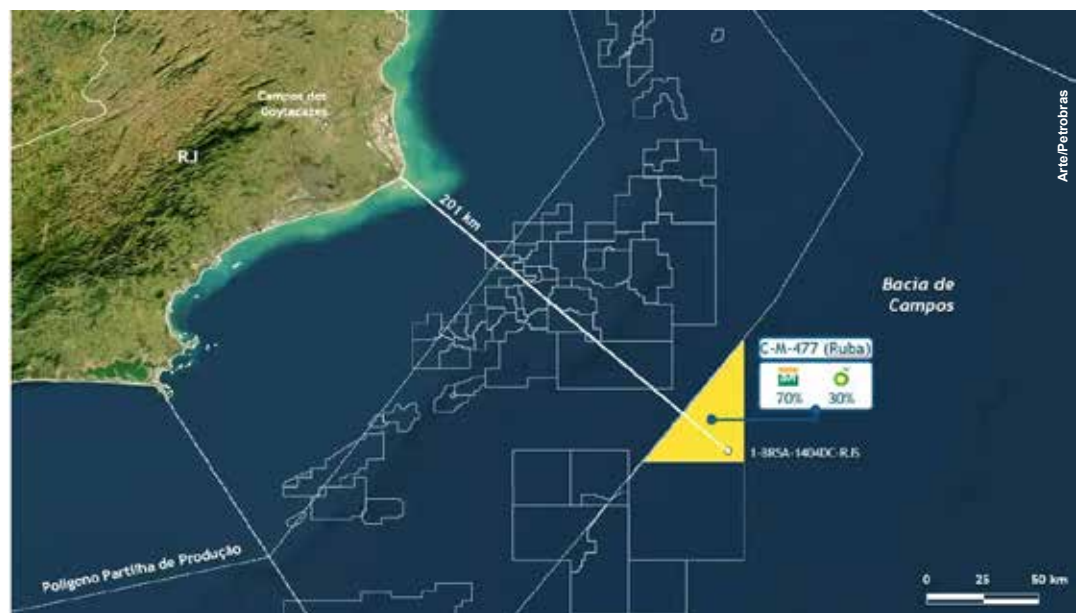 Campos dos
Goytacazes
RJ
201 km
Arte/Petrobras
Bacia de
Campos
C-M-477 (Ruba)
BR
70%
30%
1-BRSA-1404DC-RJS
Polígono Partilha de Produção
0 25 50 km